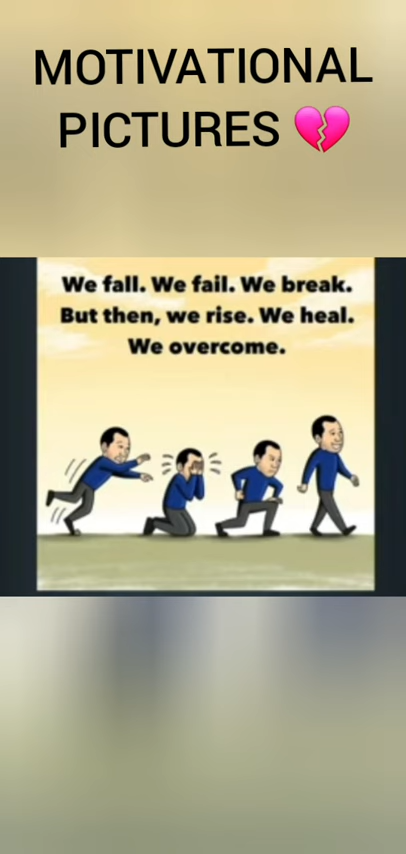 MOTIVATIONAL
PICTURES 💔
We fall. We fail. We break.
But then, we rise. We heal.
We overcome.